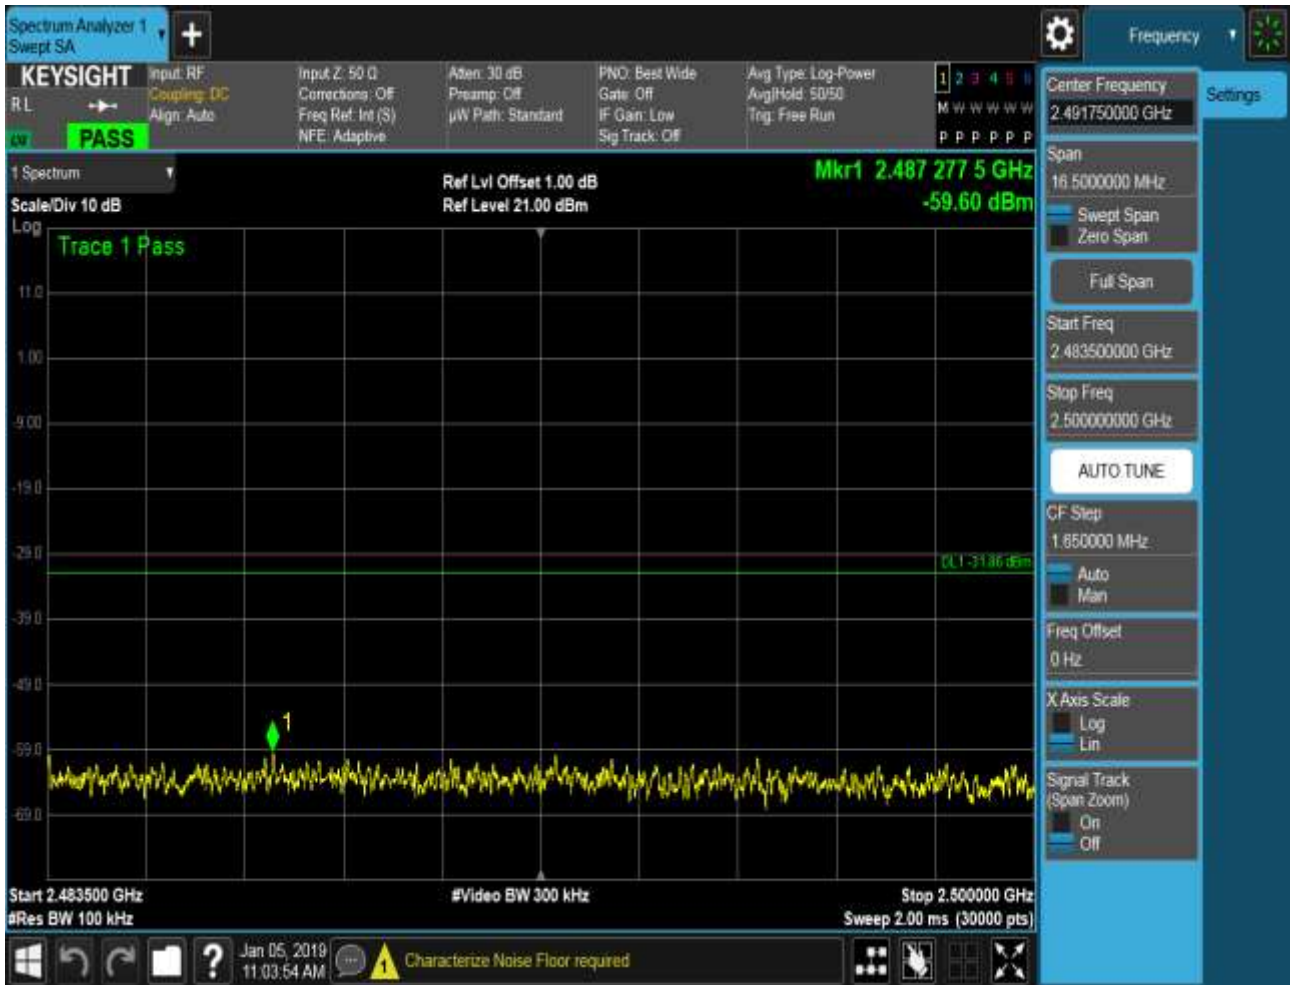 Spectrum Analyzer 1
Swept SA
+
Frequency
KEYSIGHT
R L
PASS
Input: RF
Coupling: DC
Align: Auto
Input Z: 50 Ω
Corrections: Off
Freq Ref: Int (S)
NFE: Adaptive
Atten: 30 dB
Preamp: Off
µW Path: Standard
PNO: Best Wide
Gate: Off
IF Gain: Low
Sig Track: Off
Avg Type: Log-Power
Avg|Hold: 50/50
Trig: Free Run
1 2 3 4 5 6
M W W W W W
P P P P P P
1 Spectrum
Scale/Div 10 dB
Ref Lvl Offset 1.00 dB
Ref Level 21.00 dBm
Mkr1 2.487 277 5 GHz
-59.60 dBm
Log
Trace 1 Pass
11.0
1.00
-9.00
-19.0
-29.0
DL1 -31.86 dBm
-39.0
-49.0
1
-59.0
-69.0
Start 2.483500 GHz
#Res BW 100 kHz
#Video BW 300 kHz
Stop 2.500000 GHz
Sweep 2.00 ms (30000 pts)
Center Frequency
2.491750000 GHz
Settings
Span
16.5000000 MHz
Swept Span
Zero Span
Full Span
Start Freq
2.483500000 GHz
Stop Freq
2.500000000 GHz
AUTO TUNE
CF Step
1.650000 MHz
Auto
Man
Freq Offset
0 Hz
X Axis Scale
Log
Lin
Signal Track
(Span Zoom)
On
Off
?
Jan 05, 2019
11:03:54 AM
1
Characterize Noise Floor required